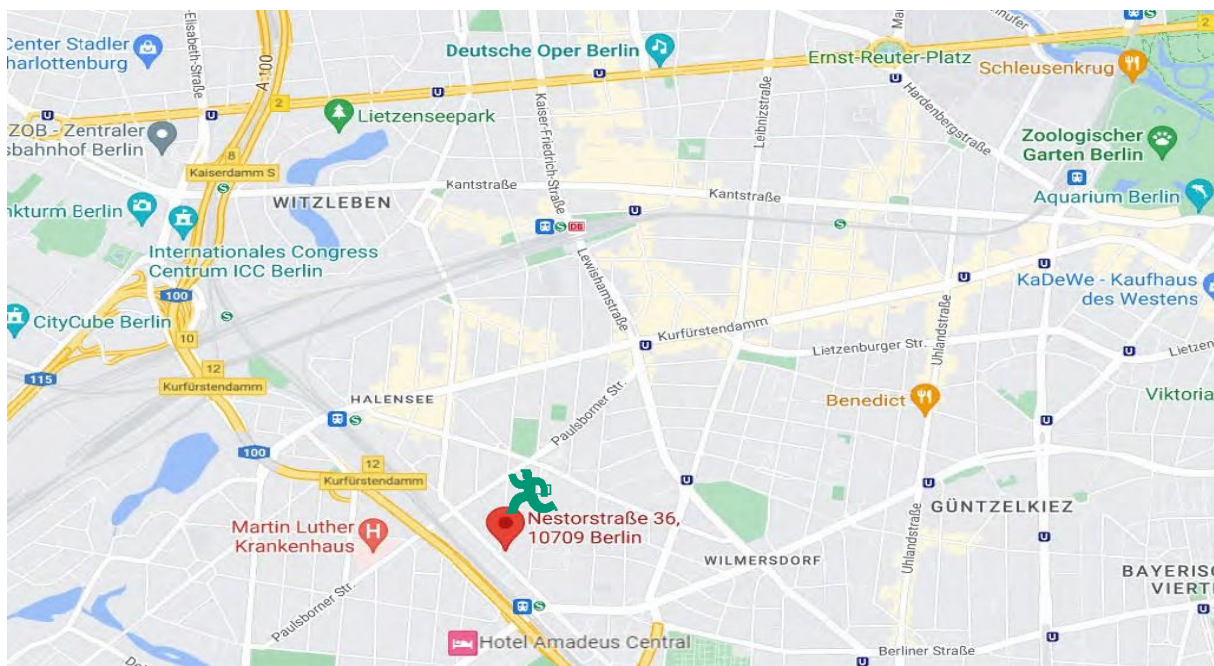 Center Stadler
harlottenburg
-Elisabeth-Straße
A 100
2
Deutsche Oper Berlin
Kaiser-Friedrich-Straße
Leibnizstraße
Ernst-Reuter-Platz
Hardenbergstraße
2
Schleusenkrug
ZOB - Zentraler
sbahnhof Berlin
Lietzenseepark
8
Kaiserdamm S
Zoologischer
Garten Berlin
Kantstraße
Kantstraße
WITZLEBEN
Aquarium Berlin
nkturm Berlin
Internationales Congress
Centrum ICC Berlin
DB
Lewishamstraße
KaDeWe - Kaufhaus
des Westens
100
CityCube Berlin
10
Kurfürstendamm
Lietzenburger Str.
Uhlandstraße
Lietzen
115
12
Kurfürstendamm
HALENSEE
Paulsborner Str.
Benedict
Viktoria
100
12
Kurfürstendamm
Martin Luther
Krankenhaus
H
Nestorstraße 36,
10709 Berlin
GÜNTZELKIEZ
WILMERSDORF
Uhlandstraße
BAYERISC
VIERT
Paulsborner Str.
Hotel Amadeus Central
Berliner Straße